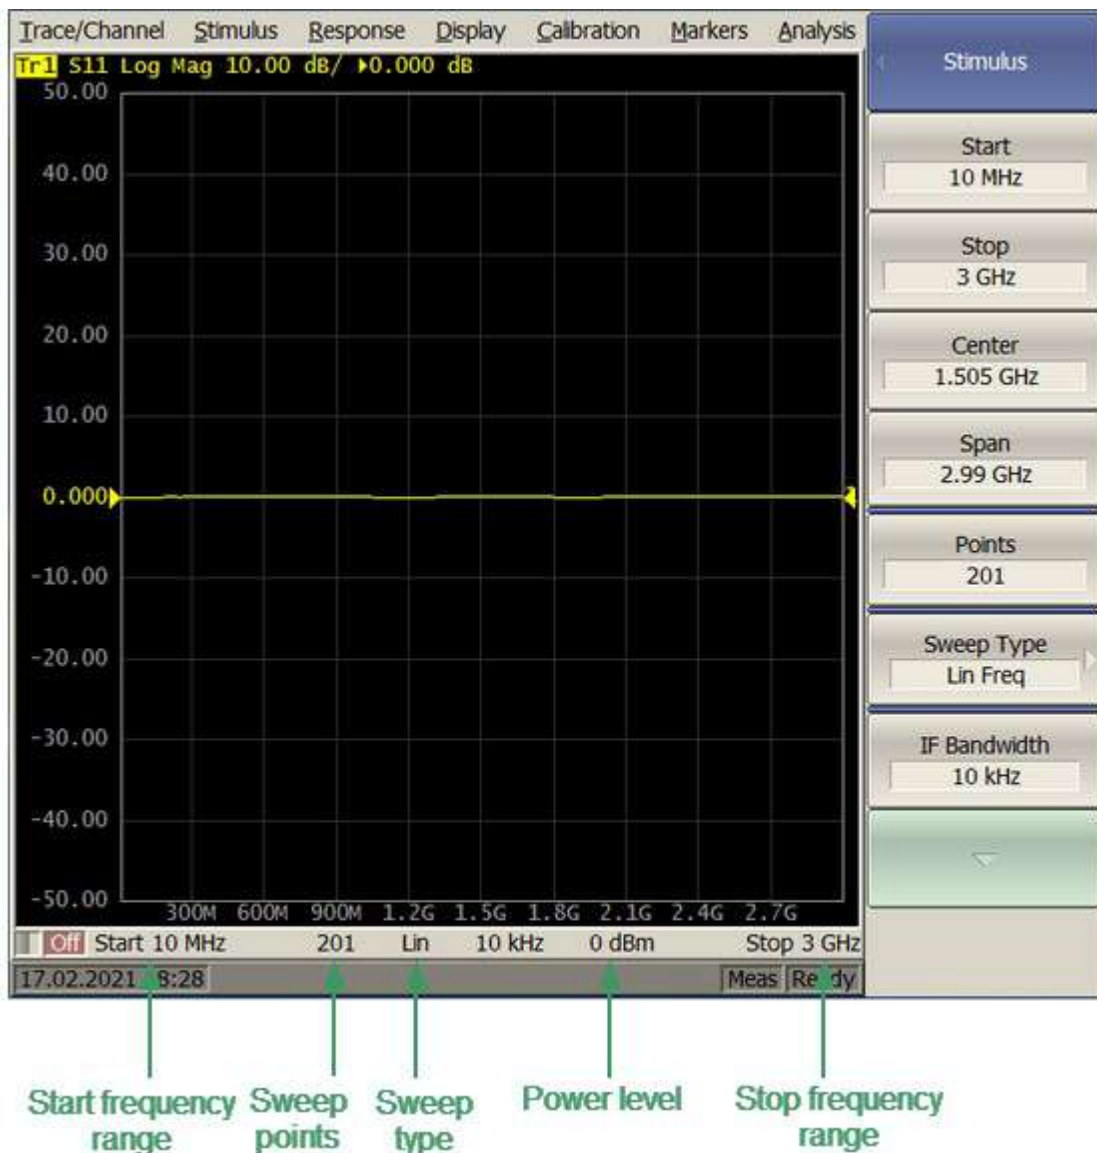 Trace/Channel Stimulus Response Display Calibration Markers Analysis
Tr1 S11 Log Mag 10.00 dB/ ▶0.000 dB
50.00
40.00
30.00
20.00
10.00
0.000
-10.00
-20.00
-30.00
-40.00
-50.00
300M 600M 900M 1.2G 1.5G 1.8G 2.1G 2.4G 2.7G
Off Start 10 MHz 201 Lin 10 kHz 0 dBm Stop 3 GHz
17.02.2021 8:28 Meas Ready
Stimulus
Start
10 MHz
Stop
3 GHz
Center
1.505 GHz
Span
2.99 GHz
Points
201
Sweep Type
Lin Freq
IF Bandwidth
10 kHz
Start frequency range
Sweep points
Sweep type
Power level
Stop frequency range